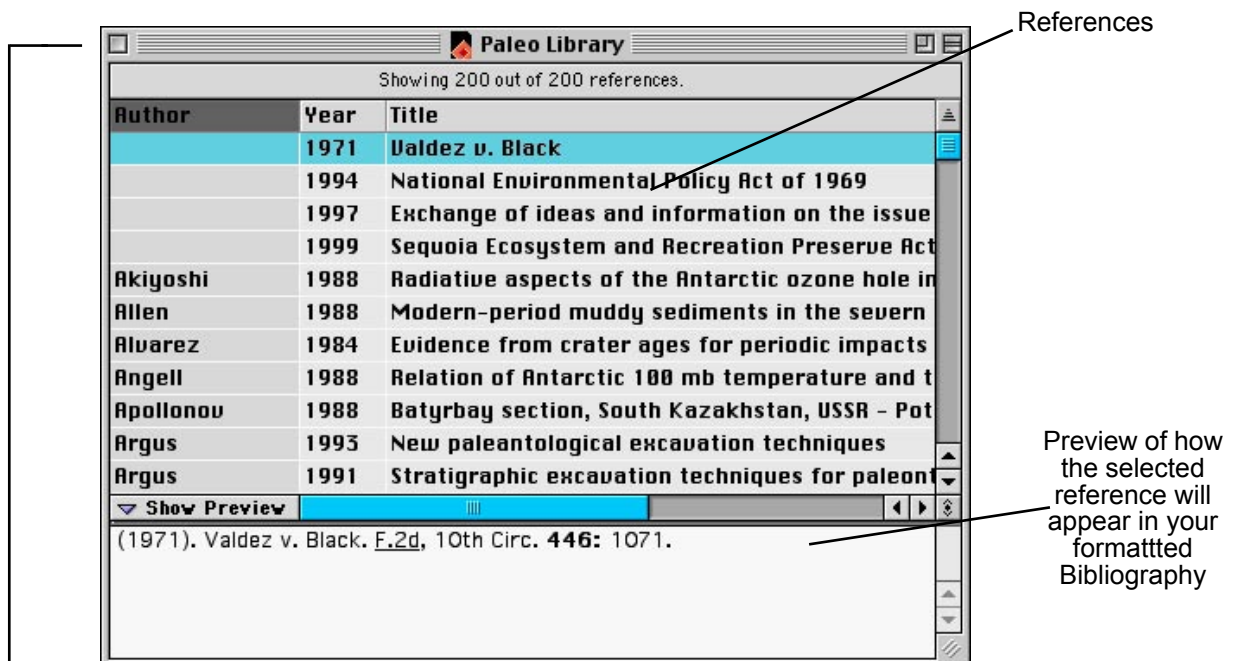 References
Paleo Library
Showing 200 out of 200 references.
Author Year Title
1971 Valdez v. Black
1994 National Environmental Policy Act of 1969
1997 Exchange of ideas and information on the issue
1999 Sequoia Ecosystem and Recreation Preserve Act
Akiyoshi 1988 Radiative aspects of the Antarctic ozone hole in
Allen 1988 Modern-period muddy sediments in the severn
Alvarez 1984 Evidence from crater ages for periodic impacts
Angell 1988 Relation of Antarctic 100 mb temperature and t
Apollonov 1988 Batyrbay section, South Kazakhstan, USSR - Pot
Argus 1993 New paleantological excavation techniques
Argus 1991 Stratigraphic excavation techniques for paleont
Show Preview
(1971). Valdez v. Black. F.2d, 10th Circ. 446: 1071.
Preview of how
the selected
reference will
appear in your
formattted
Bibliography